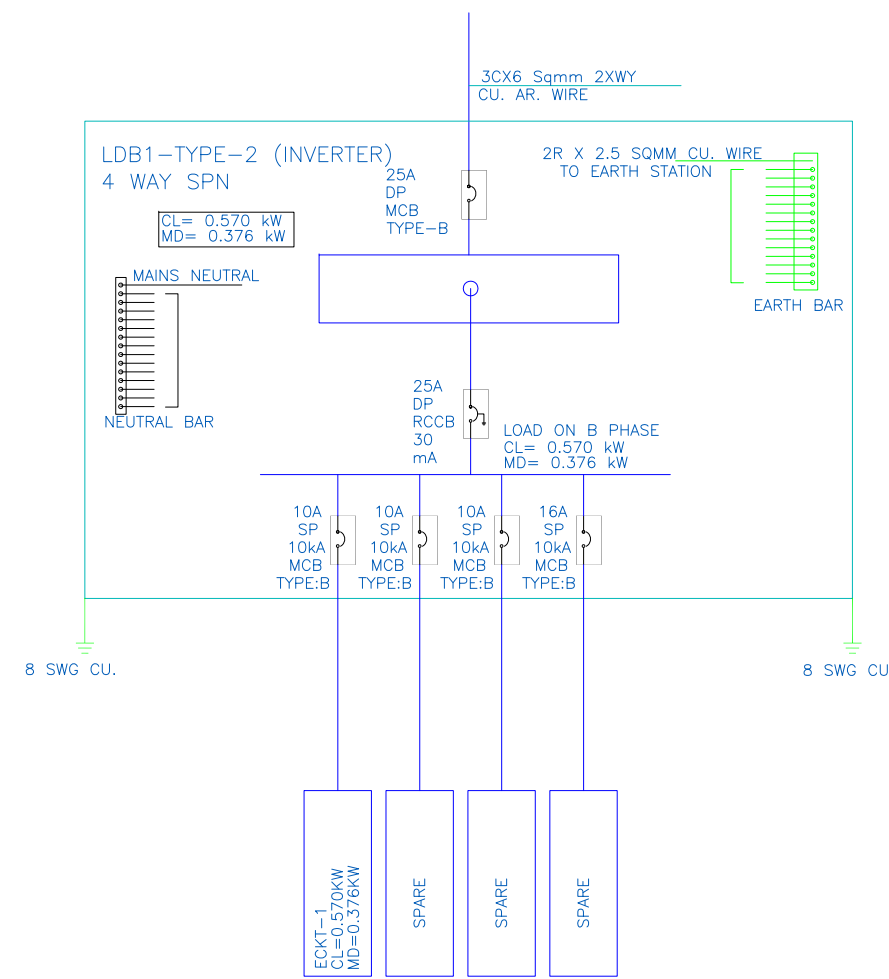 3CX6 Sqmm 2XWY
CU. AR. WIRE
LDB1-TYPE-2 (INVERTER)
4 WAY SPN
25A
DP
MCB
TYPE-B
2R X 2.5 SQMM CU. WIRE
TO EARTH STATION
CL= 0.570 kW
MD= 0.376 kW
MAINS NEUTRAL
EARTH BAR
NEUTRAL BAR
25A
DP
RCCB
30
mA
LOAD ON B PHASE
CL= 0.570 kW
MD= 0.376 kW
10A
SP
10kA
MCB
TYPE:B
10A
SP
10kA
MCB
TYPE:B
10A
SP
10kA
MCB
TYPE:B
16A
SP
10kA
MCB
TYPE:B
8 SWG CU.
8 SWG CU
ECKT-1
CL=0.570KW
MD=0.376KW
SPARE
SPARE
SPARE